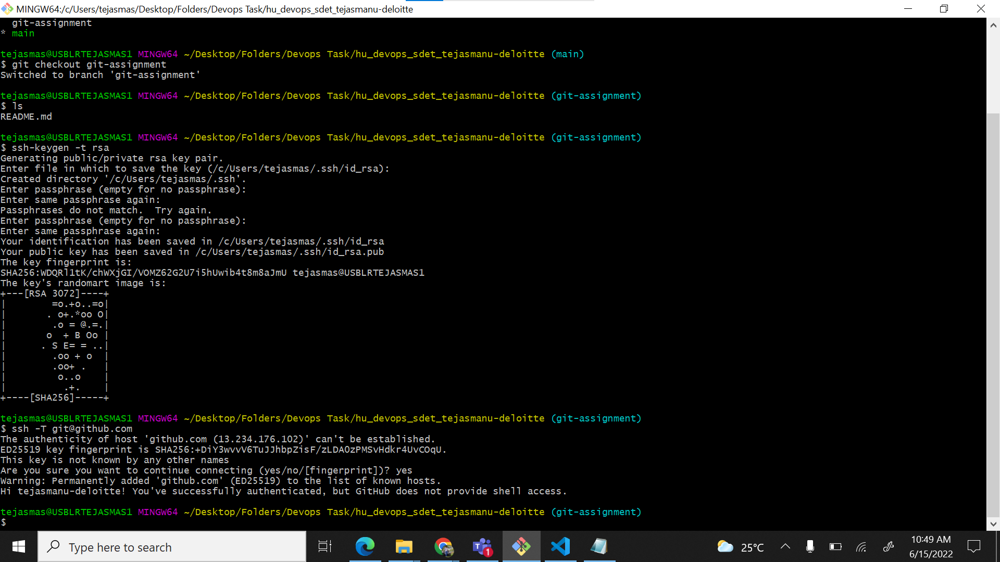 MINGW64:/c/Users/tejasmas/Desktop/Folders/Devops Task/hu_devops_sdet_tejasmanu-deloitte
  git-assignment
* main

tejasmas@USBLRTEJASMAS1 MINGW64 ~/Desktop/Folders/Devops Task/hu_devops_sdet_tejasmanu-deloitte (main)
$ git checkout git-assignment
Switched to branch 'git-assignment'

tejasmas@USBLRTEJASMAS1 MINGW64 ~/Desktop/Folders/Devops Task/hu_devops_sdet_tejasmanu-deloitte (git-assignment)
$ ls
README.md

tejasmas@USBLRTEJASMAS1 MINGW64 ~/Desktop/Folders/Devops Task/hu_devops_sdet_tejasmanu-deloitte (git-assignment)
$ ssh-keygen -t rsa
Generating public/private rsa key pair.
Enter file in which to save the key (/c/Users/tejasmas/.ssh/id_rsa):
Created directory '/c/Users/tejasmas/.ssh'.
Enter passphrase (empty for no passphrase):
Enter same passphrase again:
Passphrases do not match.  Try again.
Enter passphrase (empty for no passphrase):
Enter same passphrase again:
Your identification has been saved in /c/Users/tejasmas/.ssh/id_rsa
Your public key has been saved in /c/Users/tejasmas/.ssh/id_rsa.pub
The key fingerprint is:
SHA256:WDQRl1tK/chWXjGI/VOMZ62G2U7i5hUwib4t8m8aJmU tejasmas@USBLRTEJASMAS1
The key's randomart image is:
+---[RSA 3072]----+
|        =o.+o..=o|
|       . o+.*oo O|
|        .o = @.=.|
|       o  + B Oo |
|      . S E= = ..|
|        .oo + o  |
|        .oo+ .   |
|         o..o    |
|          .+.    |
+----[SHA256]-----+

tejasmas@USBLRTEJASMAS1 MINGW64 ~/Desktop/Folders/Devops Task/hu_devops_sdet_tejasmanu-deloitte (git-assignment)
$ ssh -T git@github.com
The authenticity of host 'github.com (13.234.176.102)' can't be established.
ED25519 key fingerprint is SHA256:+DiY3wvvV6TuJJhbpZisF/zLDA0zPMSvHdkr4UvCOqU.
This key is not known by any other names
Are you sure you want to continue connecting (yes/no/[fingerprint])? yes
Warning: Permanently added 'github.com' (ED25519) to the list of known hosts.
Hi tejasmanu-deloitte! You've successfully authenticated, but GitHub does not provide shell access.

tejasmas@USBLRTEJASMAS1 MINGW64 ~/Desktop/Folders/Devops Task/hu_devops_sdet_tejasmanu-deloitte (git-assignment)
$
Type here to search
T
1
25°C
10:49 AM
6/15/2022